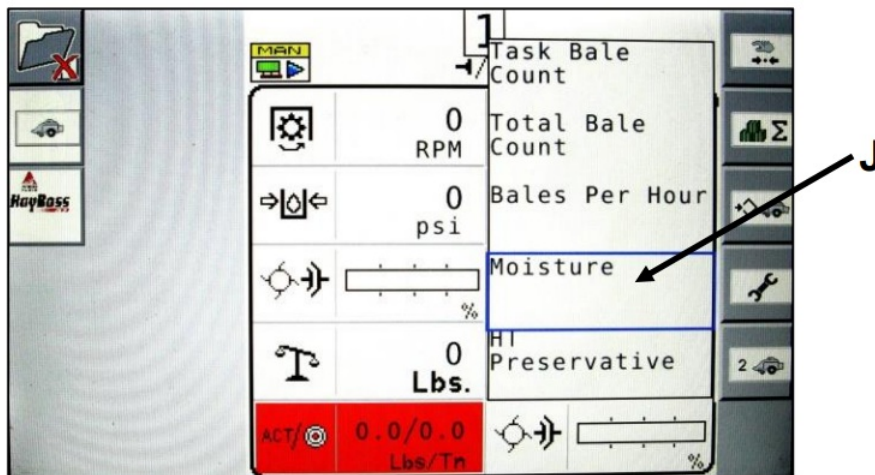 MAN
1
Task Bale
Count
0
RPM
Total Bale
Count
J
HayBoss
0
psi
Bales Per Hour
%
Moisture
0
Lbs.
HT
Preservative
2
ACT/
0.0/0.0
Lbs/Tn
%